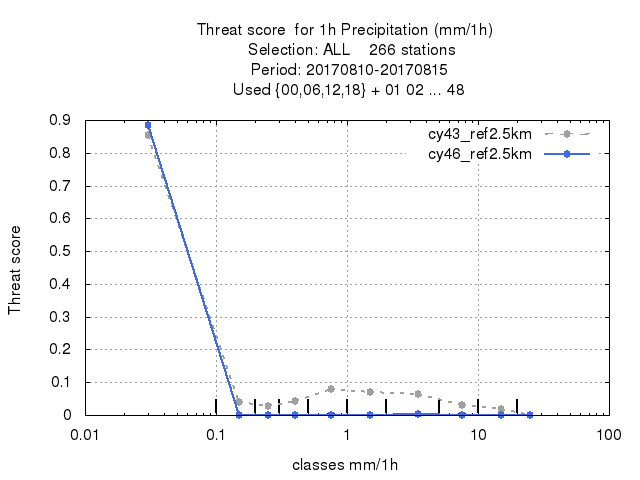 Threat score for 1h Precipitation (mm/1h)
Selection: ALL 266 stations
Period: 20170810-20170815
Used {00,06,12,18} + 01 02 ... 48
cy43_ref2.5km
cy46_ref2.5km
0.9
0.8
0.7
0.6
0.5
0.4
0.3
0.2
0.1
0
Threat score
0.01 0.1 1 10 100
classes mm/1h